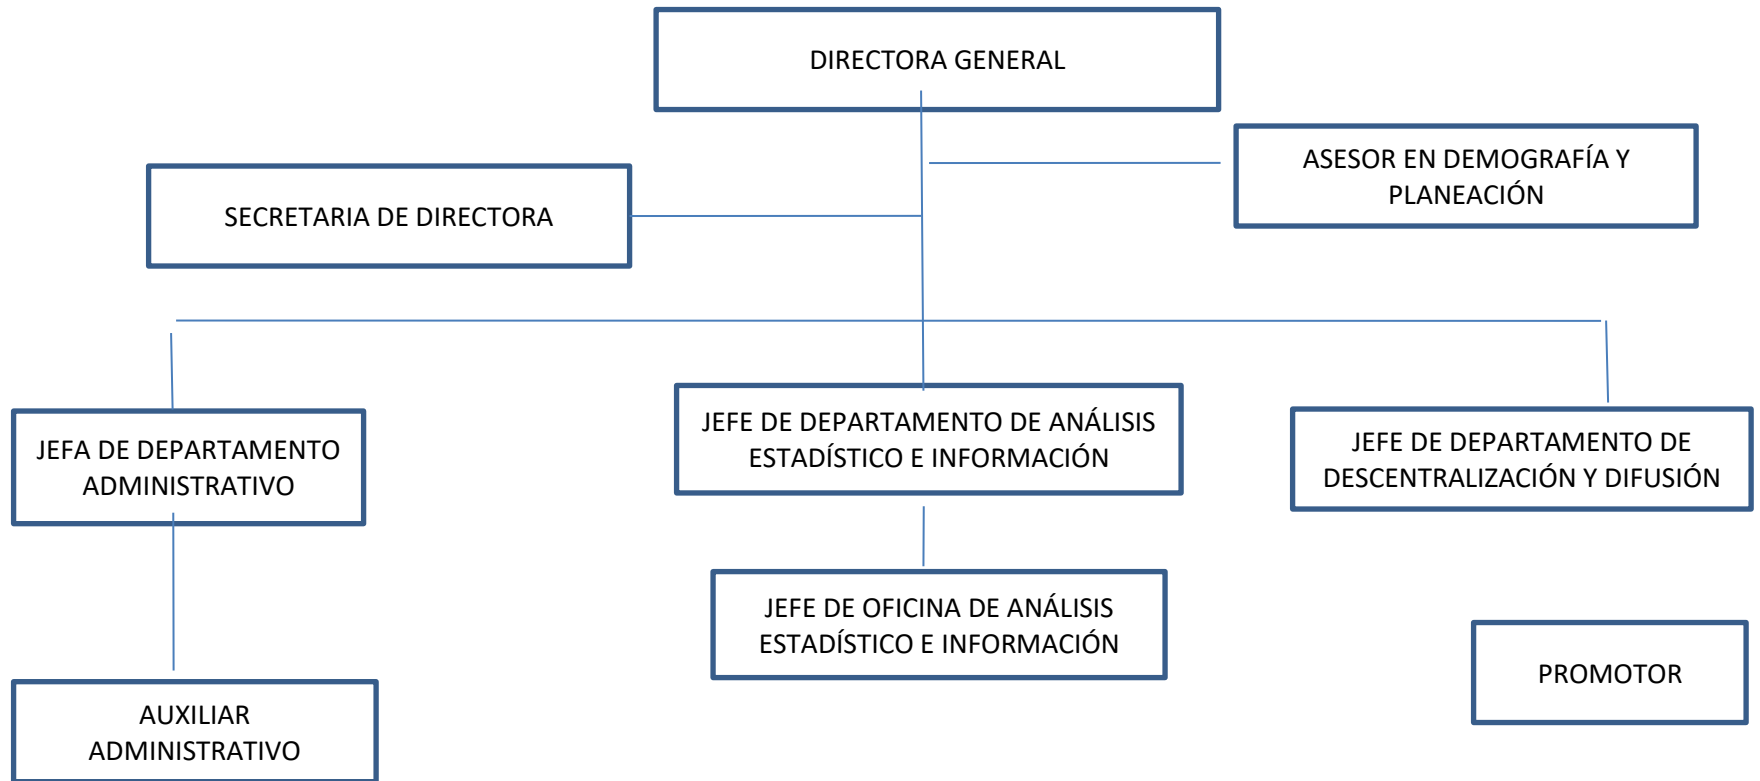 DIRECTORA GENERAL
ASESOR EN DEMOGRAFÍA Y
PLANEACIÓN
SECRETARIA DE DIRECTORA
JEFA DE DEPARTAMENTO
ADMINISTRATIVO
JEFE DE DEPARTAMENTO DE ANÁLISIS
ESTADÍSTICO E INFORMACIÓN
JEFE DE DEPARTAMENTO DE
DESCENTRALIZACIÓN Y DIFUSIÓN
JEFE DE OFICINA DE ANÁLISIS
ESTADÍSTICO E INFORMACIÓN
PROMOTOR
AUXILIAR
ADMINISTRATIVO